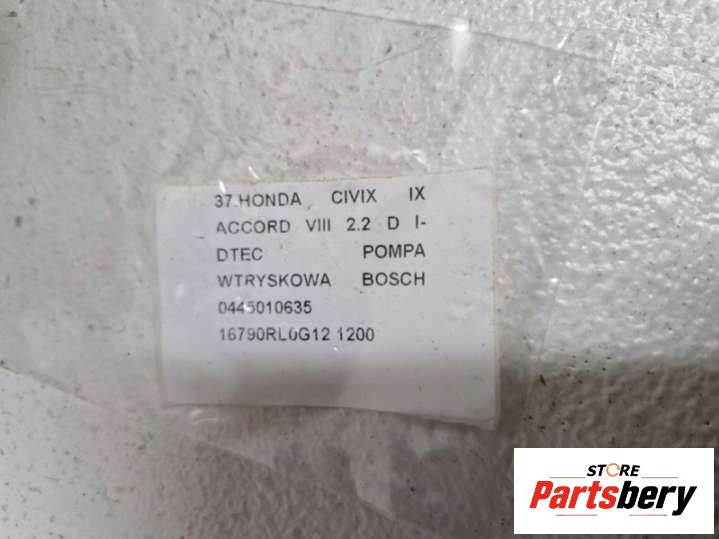 37.HONDA CIVIX IX
ACCORD VIII 2.2 D I-
DTEC POMPA
WTRYSKOWA BOSCH
0445010635
16790RL0G12 1200
STORE
Partsbery